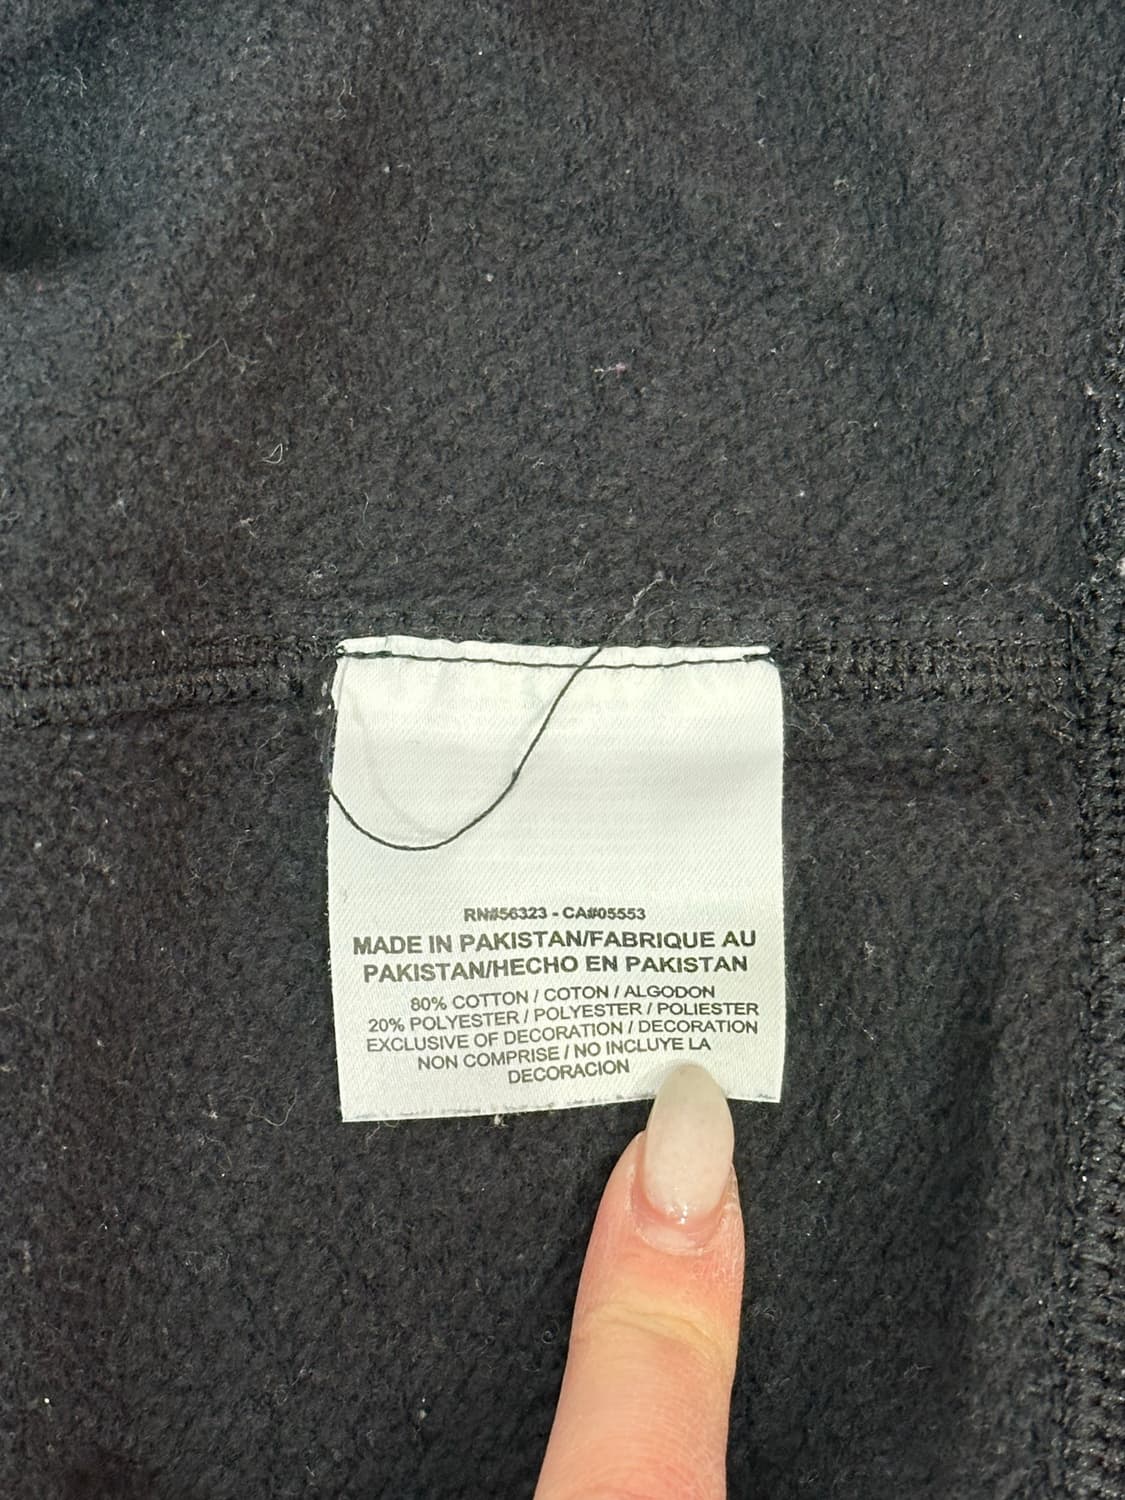 RN#56323 - CA#05553
MADE IN PAKISTAN/FABRIQUE AU
PAKISTAN/HECHO EN PAKISTAN
80% COTTON / COTON / ALGODON
20% POLYESTER / POLYESTER / POLIESTER
EXCLUSIVE OF DECORATION / DECORATION
NON COMPRISE / NO INCLUYE LA
DECORACION